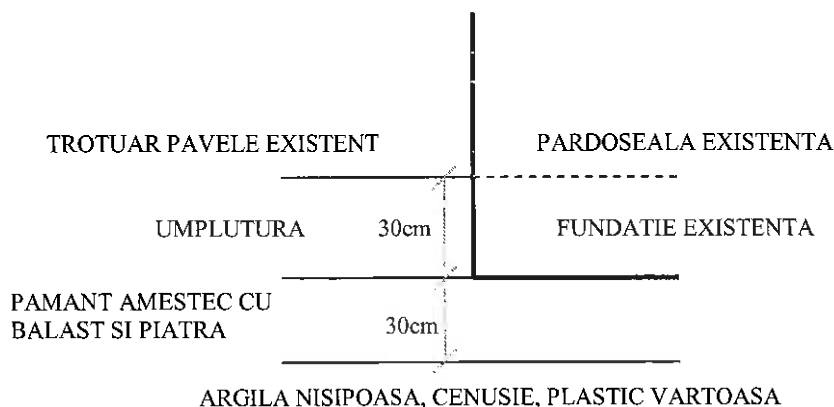 TROTUAR PAVELE EXISTENT
PARDOSEALA EXISTENTA
UMPLUTURA
30cm
FUNDATIE EXISTENTA
PAMANT AMESTEC CU
BALAST SI PIATRA
30cm
ARGILA NISIPOASA, CENUSIE, PLASTIC VARTOASA